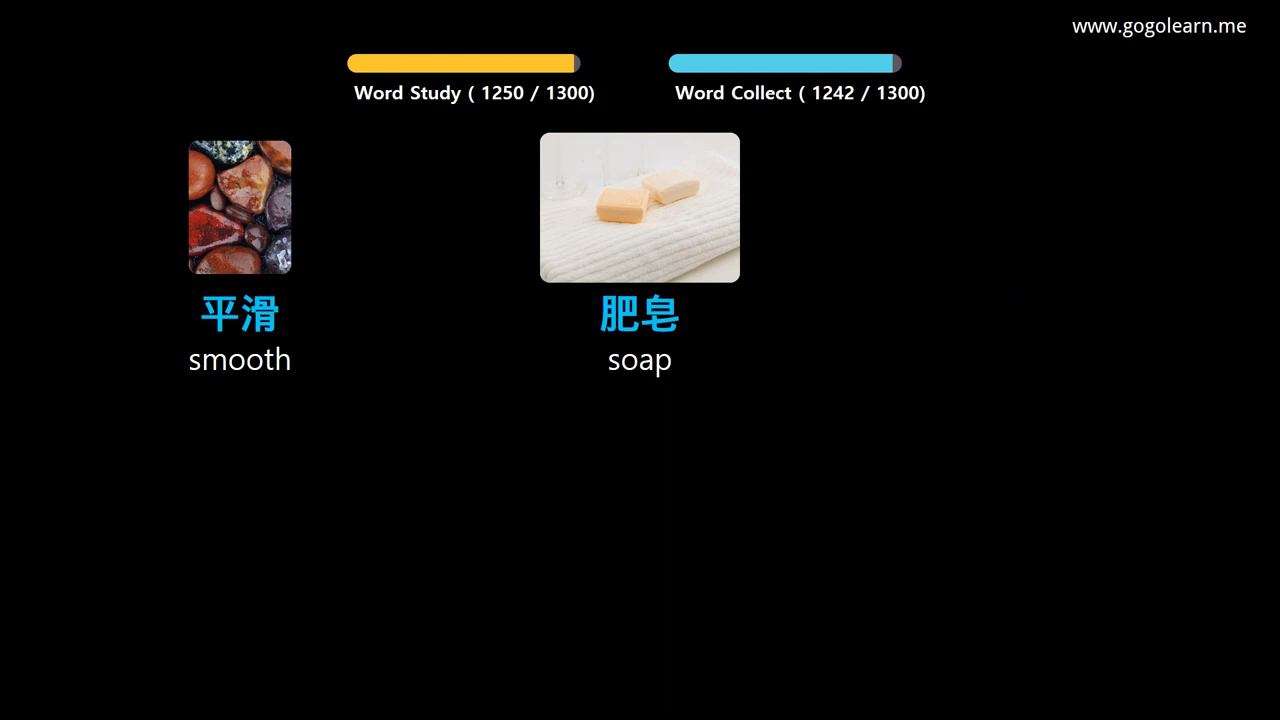 www.gogolearn.me
Word Study ( 1250 / 1300)
Word Collect ( 1242 / 1300)
平滑
smooth
肥皂
soap